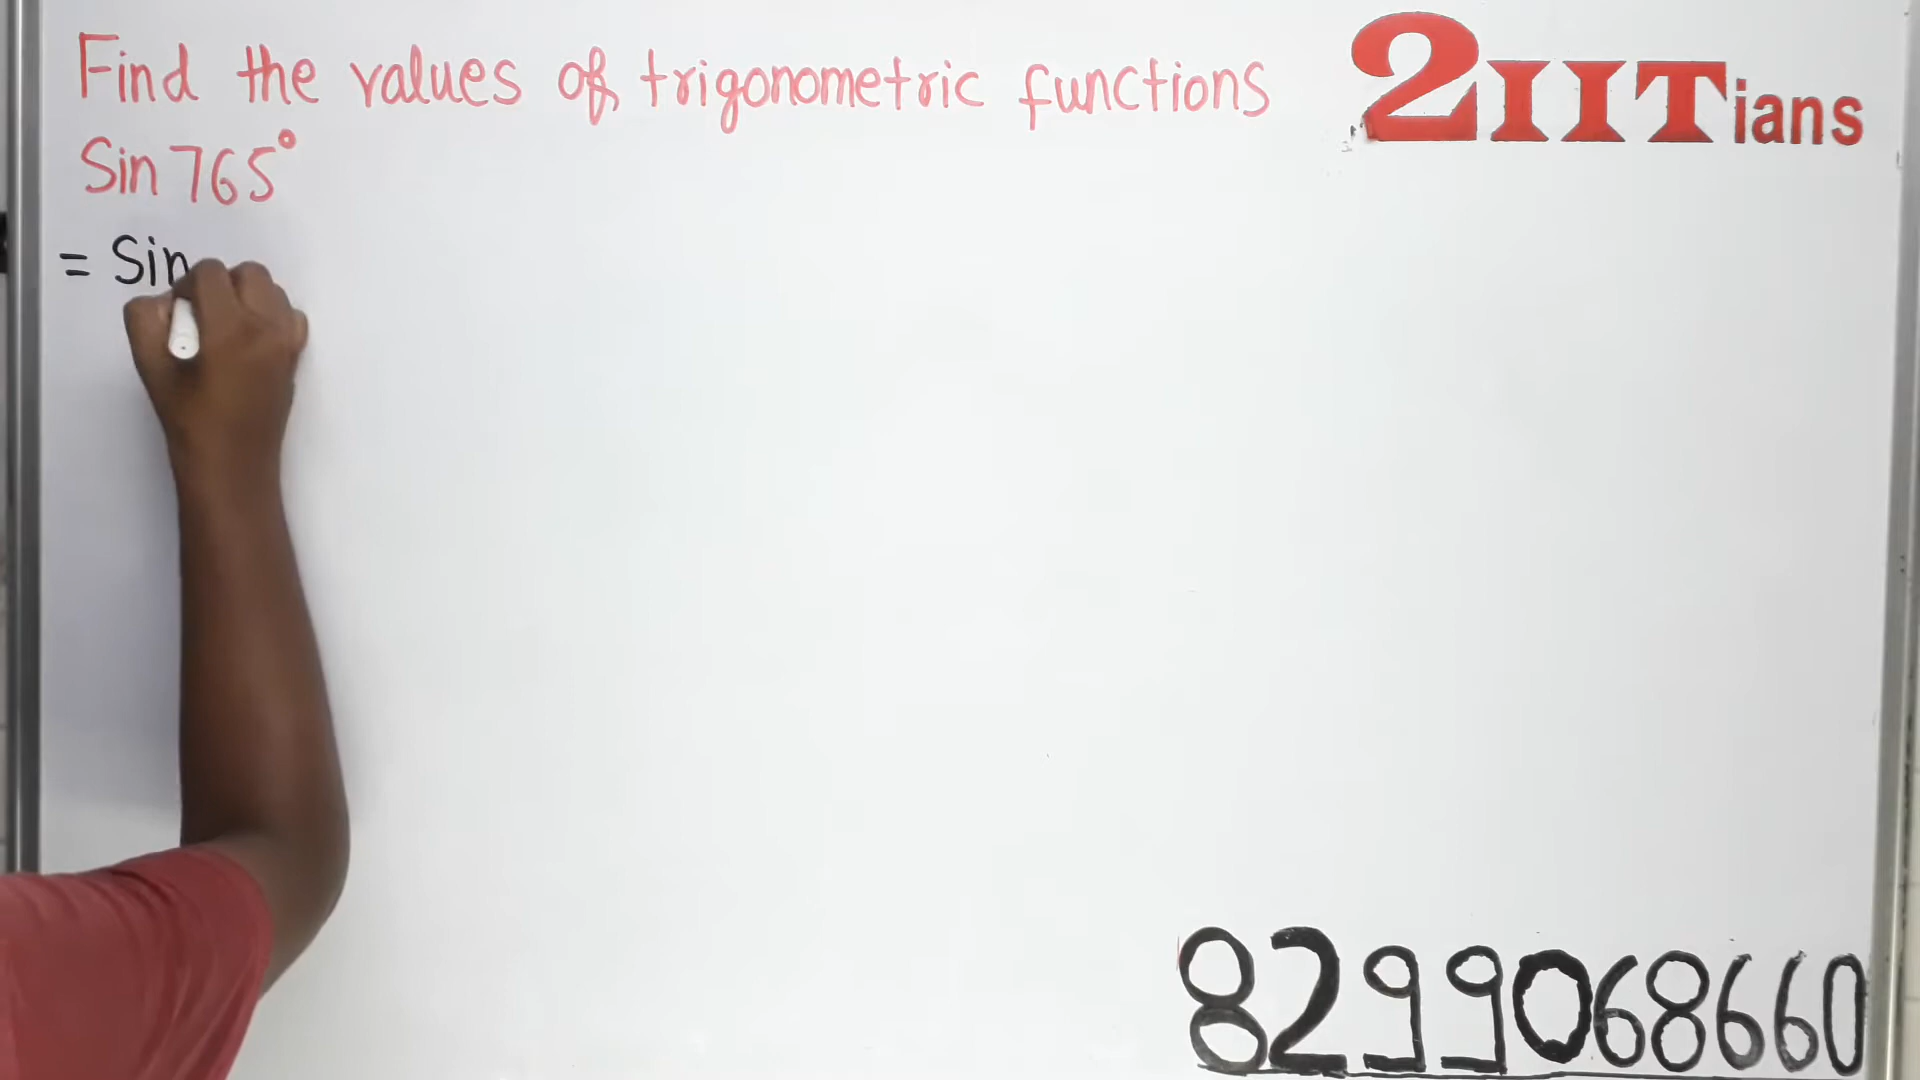 Find the values of trigonometric functions
2IITians
Sin 765°
= Sin
8299068660